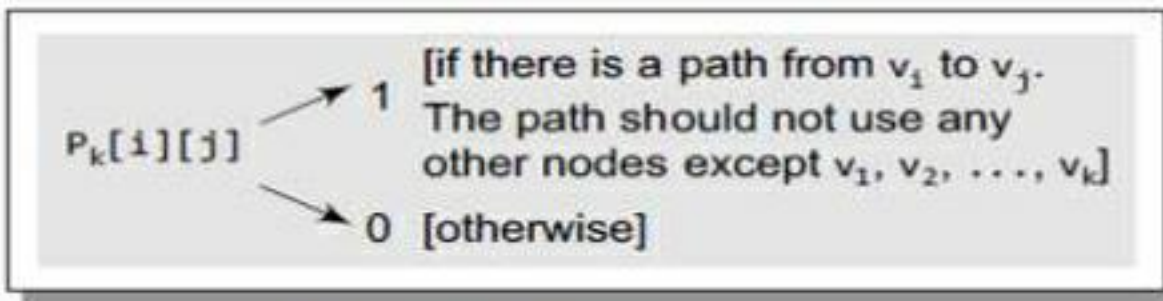 [if there is a path from v₁ to vⱼ.
1
The path should not use any
Pₖ[i][j]
other nodes except v₁, v₂, ..., vₖ]
0 [otherwise]